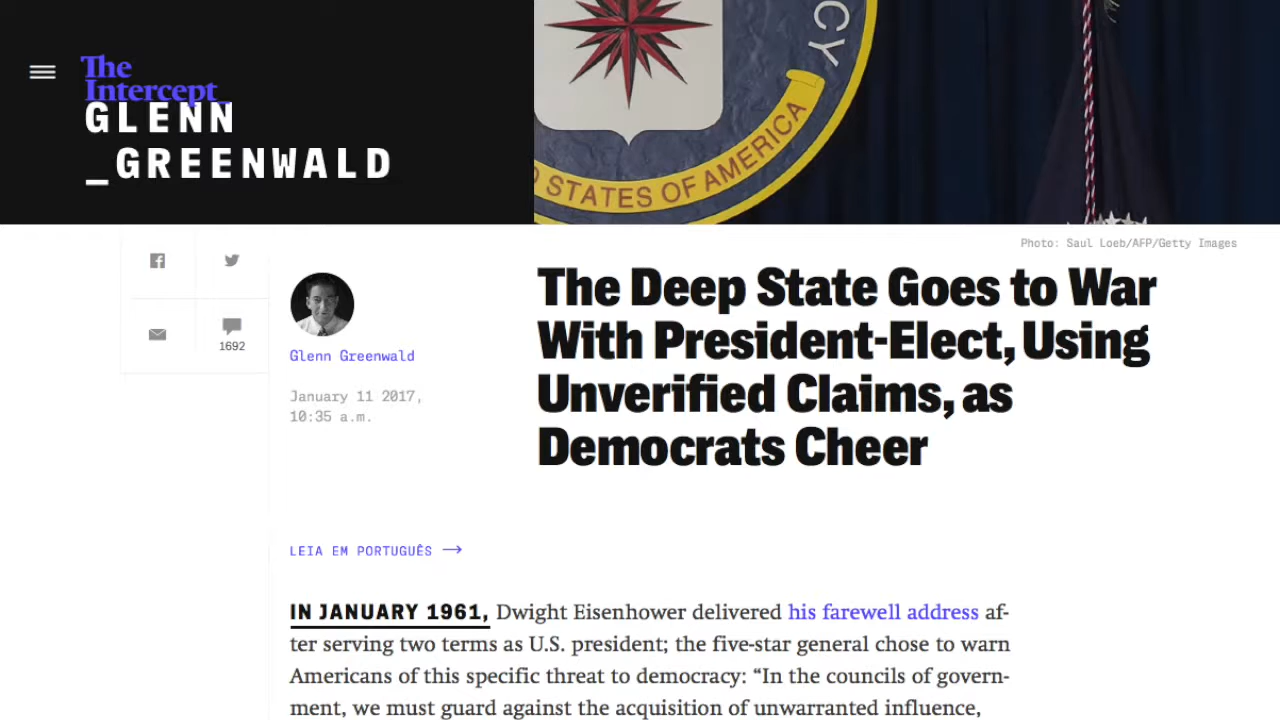 The
Intercept_
GLENN
_GREENWALD
CY
STATES OF AMERICA
Photo: Saul Loeb/AFP/Getty Images
1692
Glenn Greenwald
January 11 2017,
10:35 a.m.
The Deep State Goes to War
With President-Elect, Using
Unverified Claims, as
Democrats Cheer
LEIA EM PORTUGUÊS
IN JANUARY 1961, Dwight Eisenhower delivered his farewell address af-
ter serving two terms as U.S. president; the five-star general chose to warn
Americans of this specific threat to democracy: “In the councils of govern-
ment, we must guard against the acquisition of unwarranted influence,